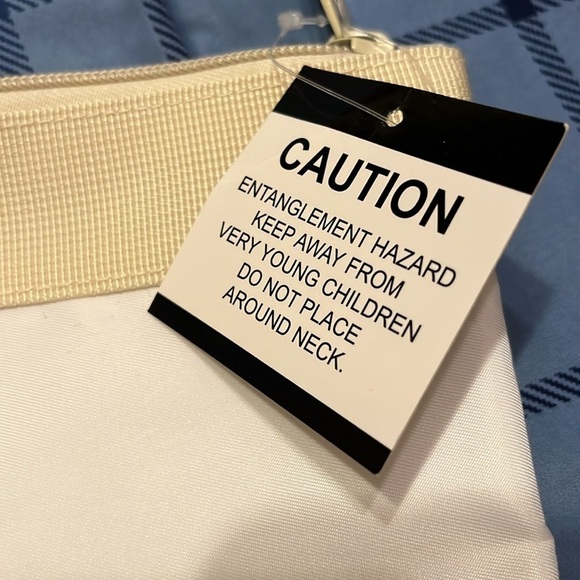 CAUTION
ENTANGLEMENT HAZARD
KEEP AWAY FROM
VERY YOUNG CHILDREN
DO NOT PLACE
AROUND NECK.